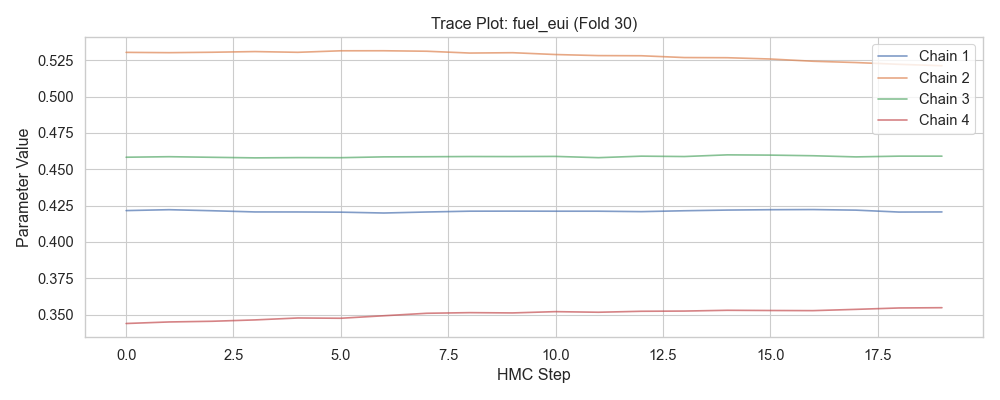 Trace Plot: fuel_eui (Fold 30)
Parameter Value
0.525
0.500
0.475
0.450
0.425
0.400
0.375
0.350
Chain 1
Chain 2
Chain 3
Chain 4
0.0 2.5 5.0 7.5 10.0 12.5 15.0 17.5
HMC Step